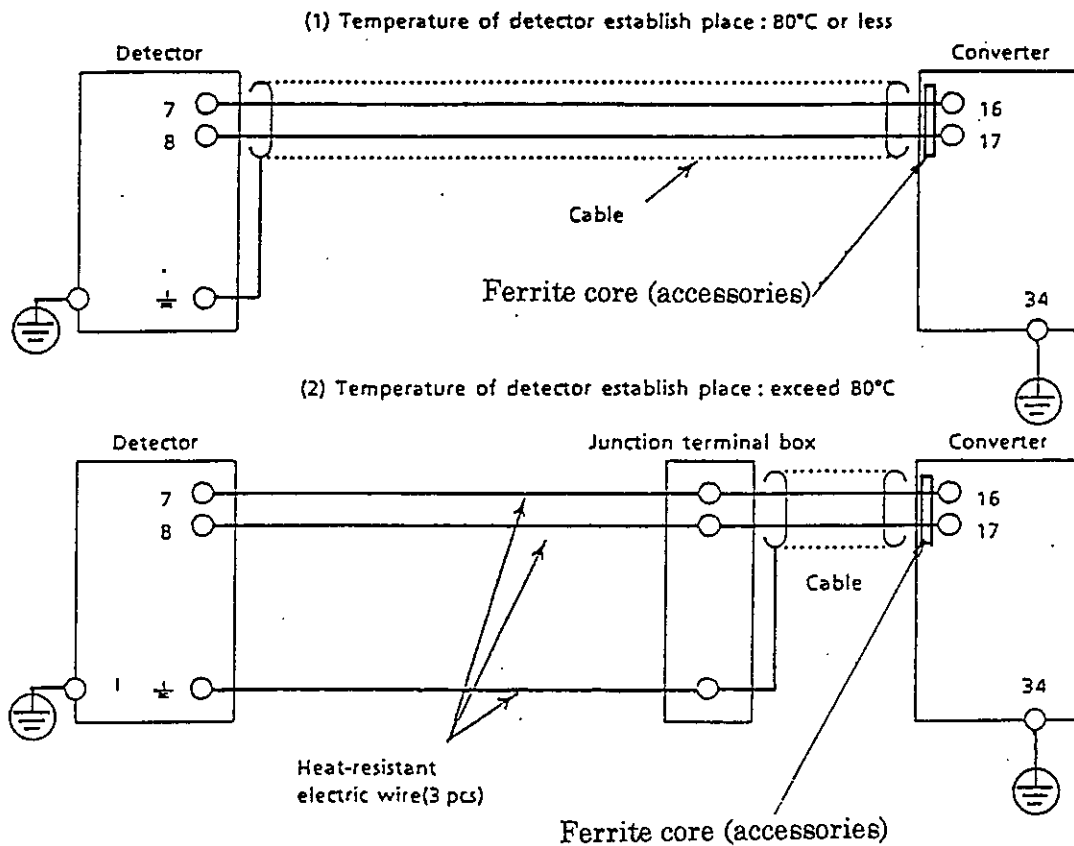 (1) Temperature of detector establish place : 80°C or less
Detector
Converter
7
16
8
17
Cable
Ferrite core (accessories)
34
(2) Temperature of detector establish place : exceed 80°C
Detector
Junction terminal box
Converter
7
16
8
17
Cable
34
Heat-resistant
electric wire(3 pcs)
Ferrite core (accessories)